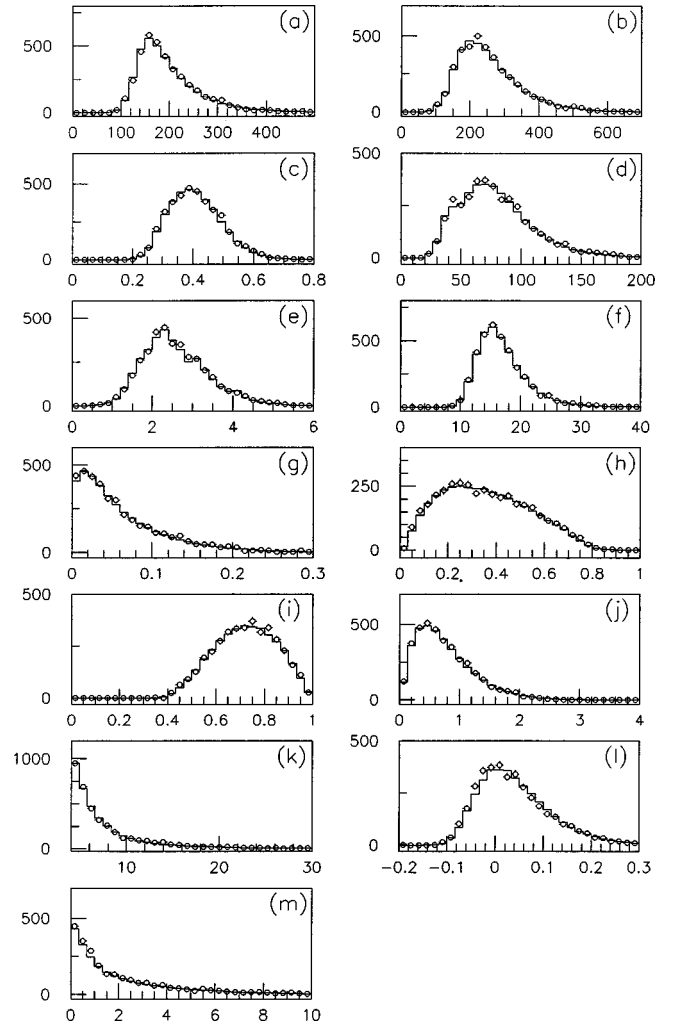 (a)
500
0
0 100 200 300 400
(b)
500
0
0 200 400 600
(c)
500
0
0 0.2 0.4 0.6 0.8
(d)
500
0
0 50 100 150 200
(e)
500
0
0 2 4 6
(f)
500
0
0 10 20 30 40
(g)
500
0
0 0.1 0.2 0.3
(h)
250
0
0 0.2 0.4 0.6 0.8 1
(i)
500
0
0 0.2 0.4 0.6 0.8 1
(j)
500
0
0 1 2 3 4
(k)
1000
0
10 20 30
(l)
500
0
−0.2 −0.1 0 0.1 0.2 0.3
(m)
500
0
0 2 4 6 8 10